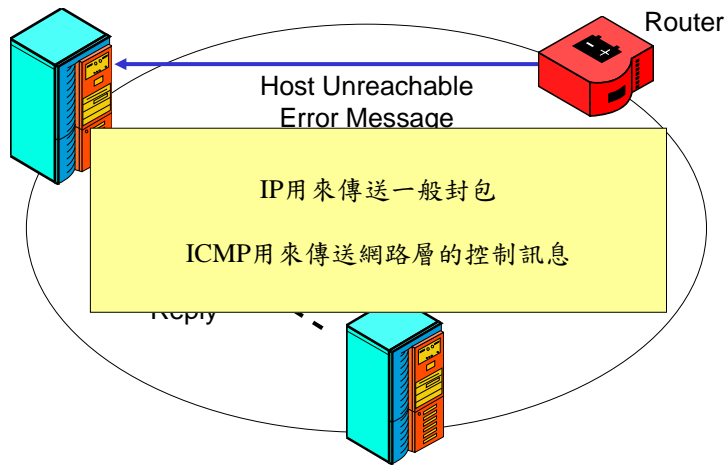 Router
Host Unreachable
Error Message
IP用來傳送一般封包
ICMP用來傳送網路層的控制訊息
Reply